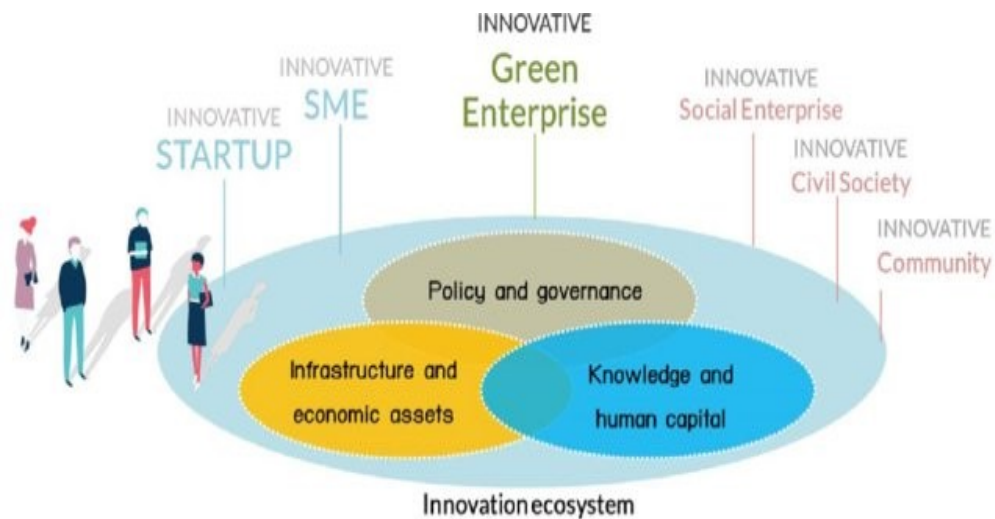 INNOVATIVE
Green
Enterprise
INNOVATIVE
SME
INNOVATIVE
STARTUP
INNOVATIVE
Social Enterprise
INNOVATIVE
Civil Society
INNOVATIVE
Community
Policy and governance
Infrastructure and
economic assets
Knowledge and
human capital
Innovation ecosystem